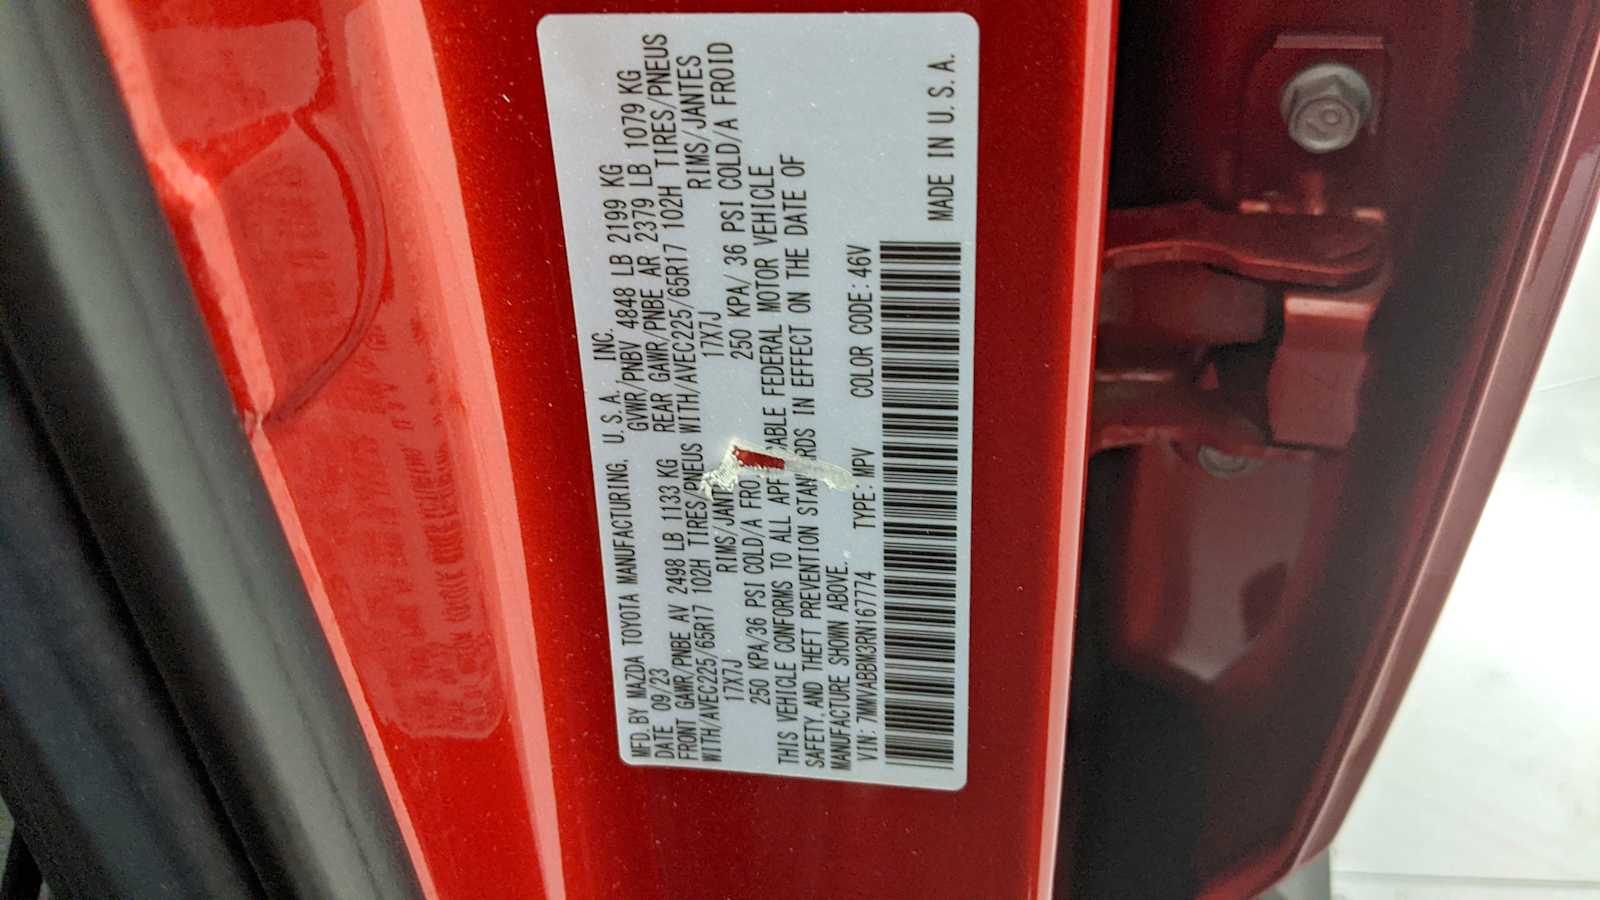 MFD. BY MAZDA TOYOTA MANUFACTURING, U. S. A. INC.
DATE 09/23 GVWR/PNBV 4848 LB 2199 KG
FRONT GAWR/PNBE AV 2498 LB 1133 KG REAR GAWR/PNBE AR 2379 LB 1079 KG
WITH/AVEC225/65R17 102H TIRES/PNEUS WITH/AVEC225/65R17 102H TIRES/PNEUS
17X7J RIMS/JANT 17X7J RIMS/JANTES
250 KPA/36 PSI COLD/A FRO 250 KPA/ 36 PSI COLD/A FROID
THIS VEHICLE CONFORMS TO ALL APP ABLE FEDERAL MOTOR VEHICLE
SAFETY, AND THEFT PREVENTION STAN RDS IN EFFECT ON THE DATE OF
MANUFACTURE SHOWN ABOVE.
VIN: 7MMVABBM3RN167774 TYPE: MPV COLOR CODE: 46V
MADE IN U. S. A.